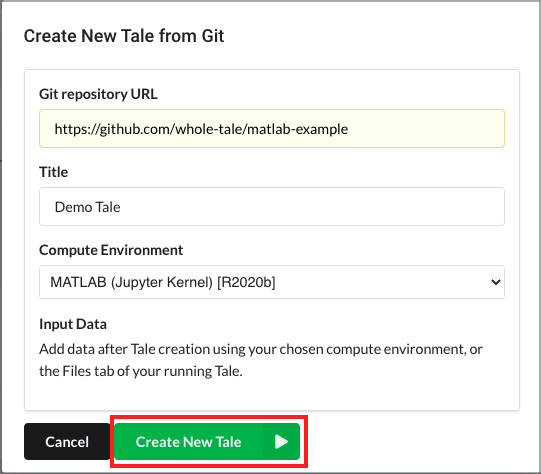 Create New Tale from Git
Git repository URL
https://github.com/whole-tale/matlab-example
Title
Demo Tale
Compute Environment
MATLAB (Jupyter Kernel) [R2020b]
Input Data
Add data after Tale creation using your chosen compute environment, or
the Files tab of your running Tale.
Cancel
Create New Tale